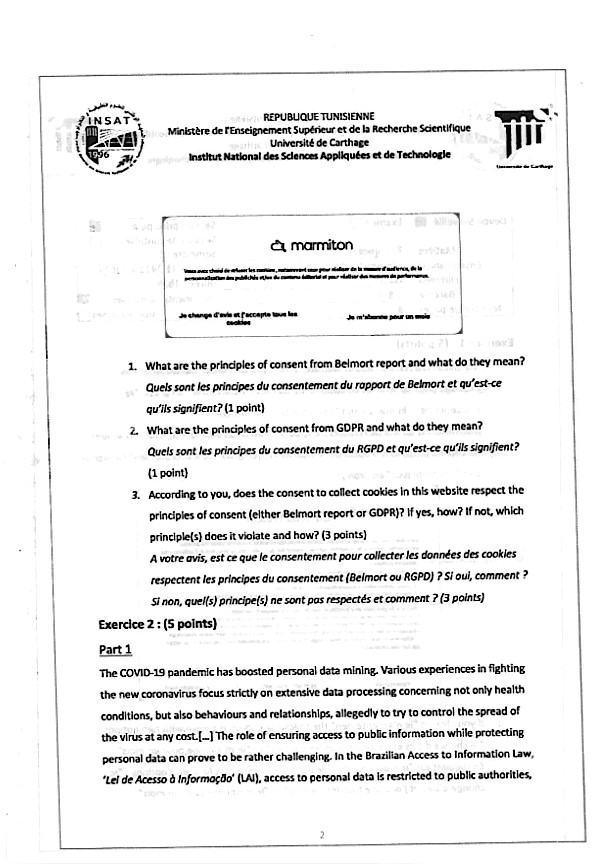 INSAT
1996
REPUBLIQUE TUNISIENNE
Ministère de l'Enseignement Supérieur et de la Recherche Scientifique
Université de Carthage
Institut National des Sciences Appliquées et de Technologie
Université de Carthage
marmiton
Vous avez choisi de refuser les cookies, notamment ceux pour réaliser de la mesure d'audience, de la
personnalisation des publicités et/ou du contenu éditorial et pour réaliser des mesures de performance.
Je change d'avis et j'accepte tous les
cookies
Je m'abonne pour un mois
1. What are the principles of consent from Belmort report and what do they mean?
Quels sont les principes du consentement du rapport de Belmort et qu'est-ce
qu'ils signifient? (1 point)
2. What are the principles of consent from GDPR and what do they mean?
Quels sont les principes du consentement du RGPD et qu'est-ce qu'ils signifient?
(1 point)
3. According to you, does the consent to collect cookies in this website respect the
principles of consent (either Belmort report or GDPR)? If yes, how? If not, which
principle(s) does it violate and how? (3 points)
A votre avis, est ce que le consentement pour collecter les données des cookies
respectent les principes du consentement (Belmort ou RGPD) ? Si oui, comment ?
Si non, quel(s) principe(s) ne sont pas respectés et comment ? (3 points)
Exercice 2 : (5 points)
Part 1
The COVID-19 pandemic has boosted personal data mining. Various experiences in fighting
the new coronavirus focus strictly on extensive data processing concerning not only health
conditions, but also behaviours and relationships, allegedly to try to control the spread of
the virus at any cost.[...] The role of ensuring access to public information while protecting
personal data can prove to be rather challenging. In the Brazilian Access to Information Law,
'Lei de Acesso à Informação' (LAI), access to personal data is restricted to public authorities,
2